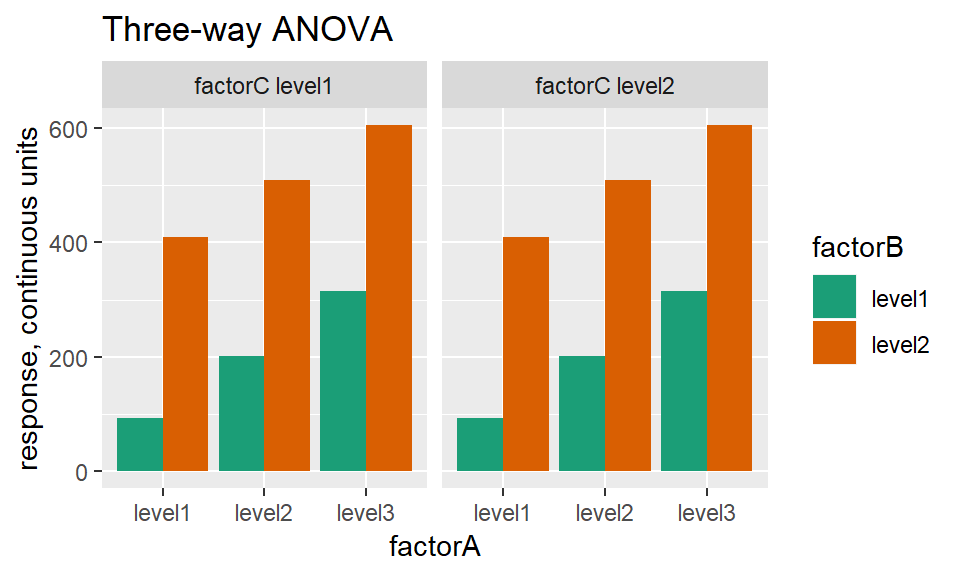 Three-way ANOVA
factorC level1
factorC level2
response, continuous units
600
400
200
0
level1
level2
level3
level1
level2
level3
factorA
factorB
level1
level2